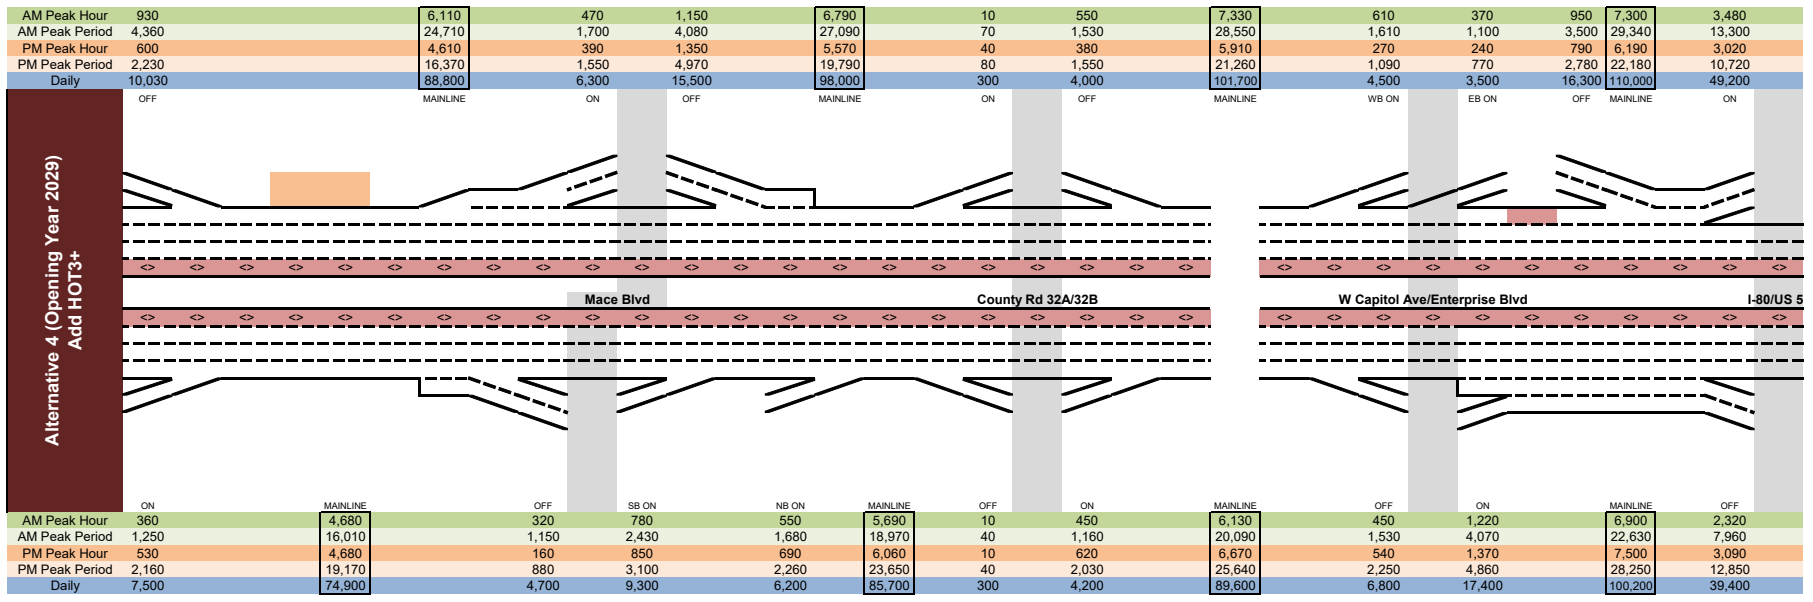 AM Peak Hour 930 6,110 470 1,150 6,790 10 550 7,330 610 370 950 7,300 3,480
AM Peak Period 4,360 24,710 1,700 4,080 27,090 70 1,530 28,550 1,610 1,100 3,500 29,340 13,300
PM Peak Hour 600 4,610 390 1,350 5,570 40 380 5,910 270 240 790 6,190 3,020
PM Peak Period 2,230 16,370 1,550 4,970 19,790 80 1,550 21,260 1,090 770 2,780 22,180 10,720
Daily 10,030 88,800 6,300 15,500 98,000 300 4,000 101,700 4,500 3,500 16,300 110,000 49,200
OFF MAINLINE ON OFF MAINLINE ON OFF MAINLINE WB ON EB ON OFF MAINLINE ON
Alternative 4 (Opening Year 2029)
Add HOT3+
<> <> <> <> <> <> <> <> <> <> <> <> <> <> <> <> <> <> <> <> <> <> <> <> <> <> <> <> <> <> <> <> <>
Mace Blvd County Rd 32A/32B W Capitol Ave/Enterprise Blvd I-80/US 5
<> <> <> <> <> <> <> <> <> <> <> <> <> <> <> <> <> <> <> <> <> <> <> <> <> <> <> <> <> <> <> <> <>
ON MAINLINE OFF SB ON NB ON MAINLINE OFF ON MAINLINE OFF ON MAINLINE OFF
AM Peak Hour 360 4,680 320 780 550 5,690 10 450 6,130 450 1,220 6,900 2,320
AM Peak Period 1,250 16,010 1,150 2,430 1,680 18,970 40 1,160 20,090 1,530 4,070 22,630 7,960
PM Peak Hour 530 4,680 160 850 690 6,060 10 620 6,670 540 1,370 7,500 3,090
PM Peak Period 2,160 19,170 880 3,100 2,260 23,650 40 2,030 25,640 2,250 4,860 28,250 12,850
Daily 7,500 74,900 4,700 9,300 6,200 85,700 300 4,200 89,600 6,800 17,400 100,200 39,400